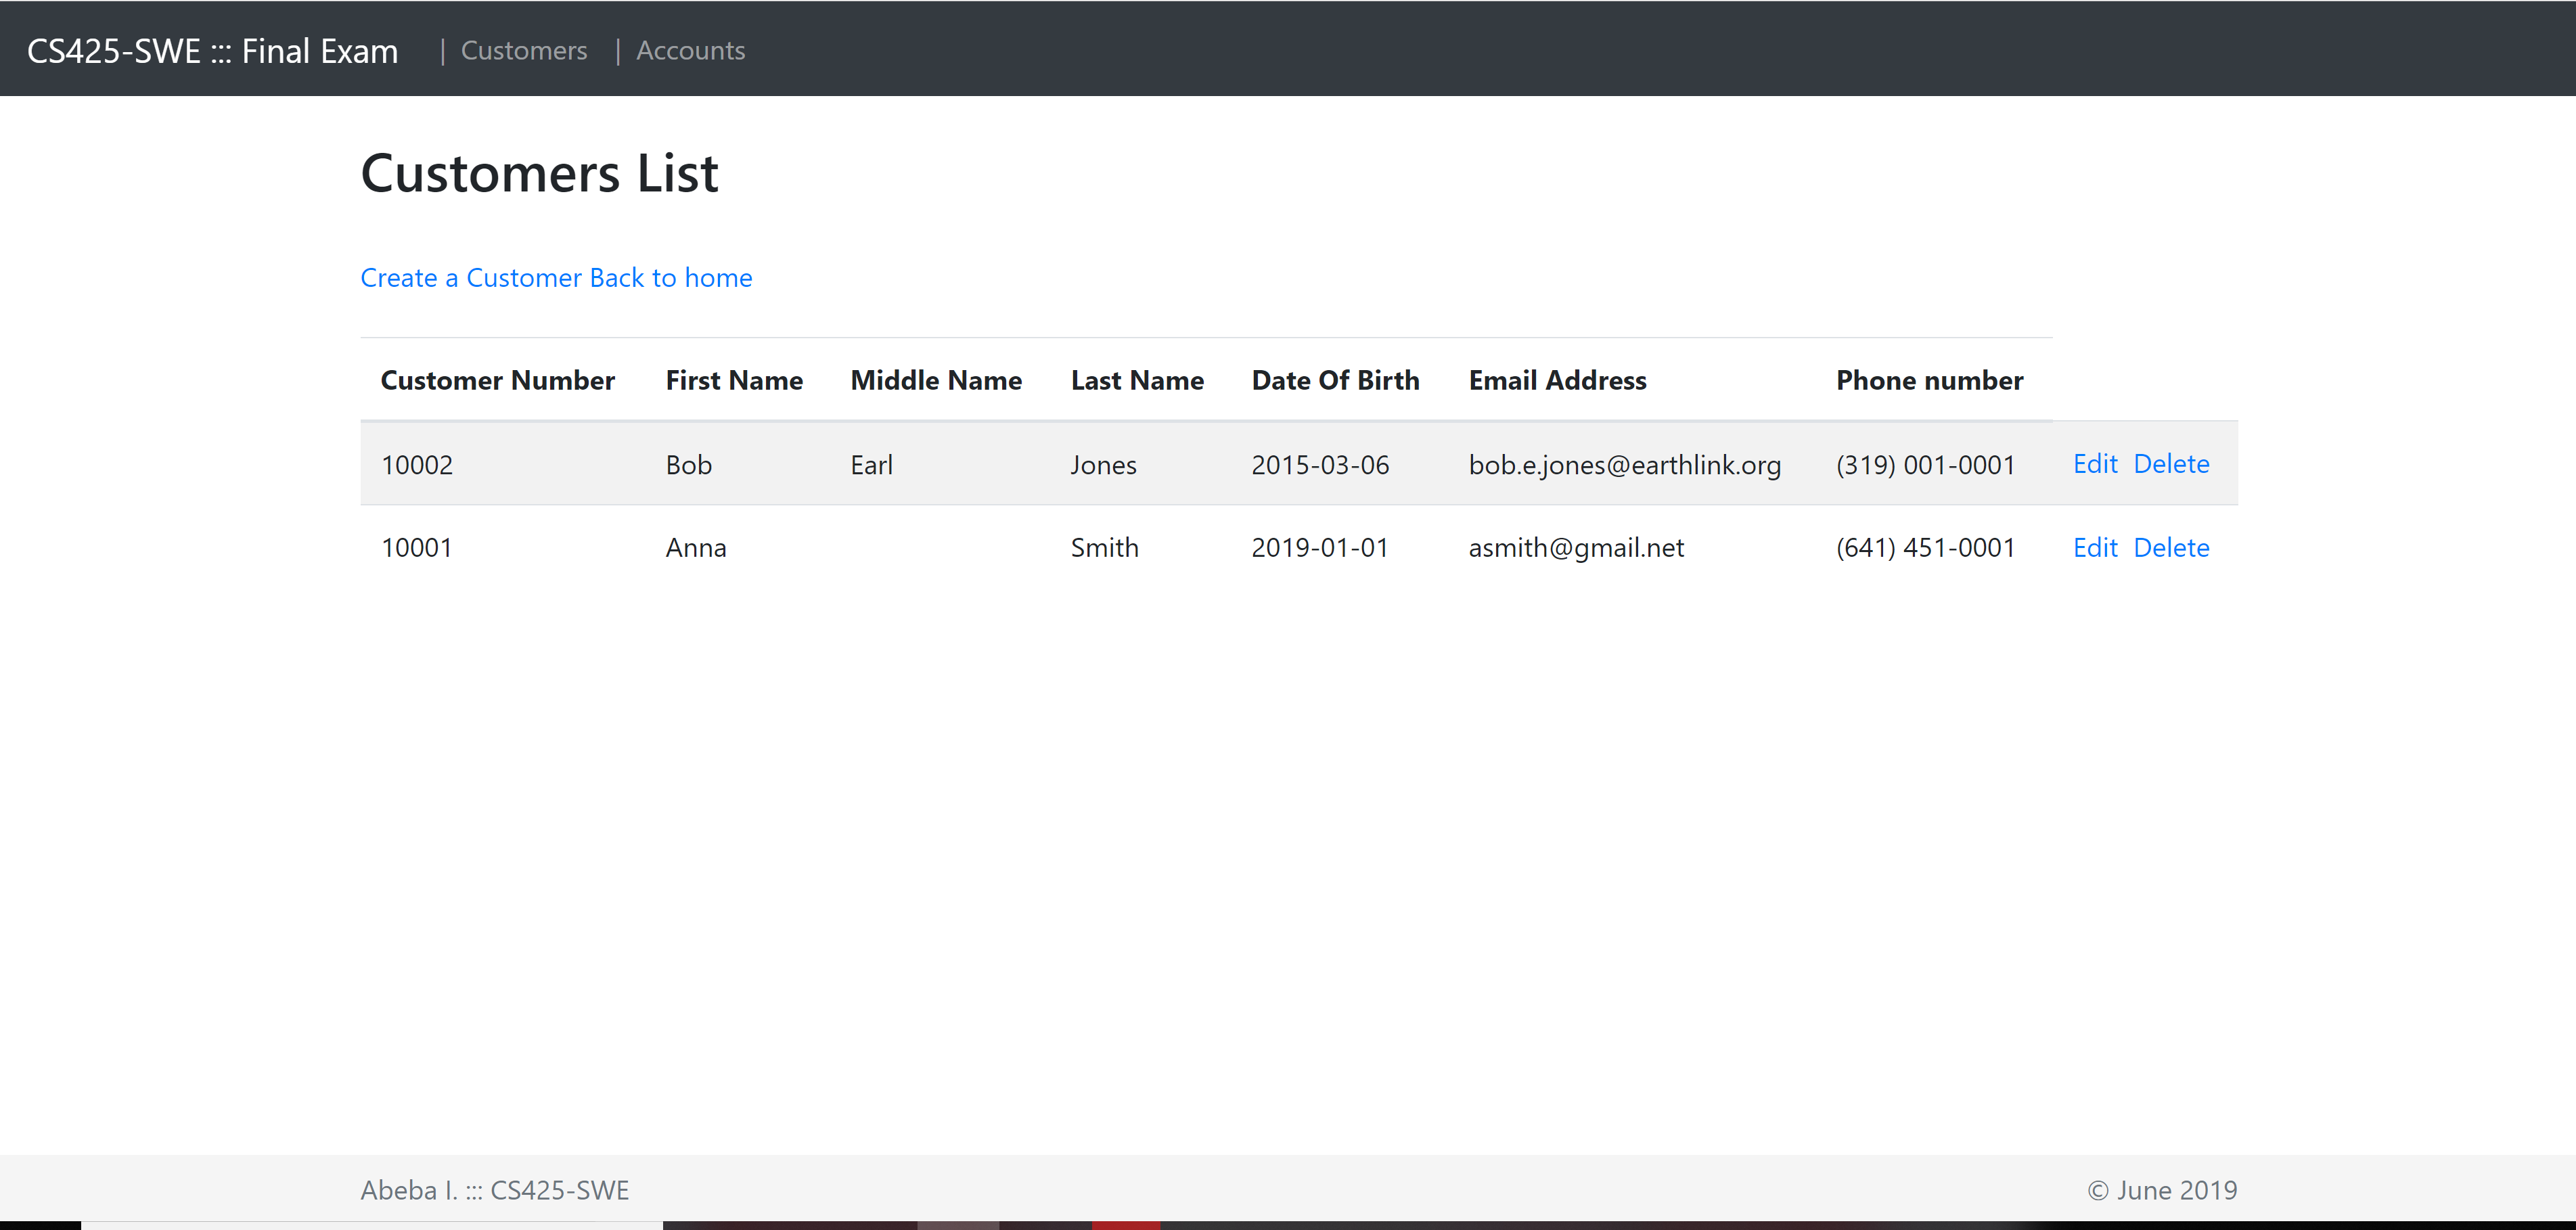 CS425-SWE ::: Final Exam | Customers | Accounts
Customers List
Create a Customer Back to home
Customer Number First Name Middle Name Last Name Date Of Birth Email Address Phone number
10002 Bob Earl Jones 2015-03-06 bob.e.jones@earthlink.org (319) 001-0001 Edit Delete
10001 Anna Smith 2019-01-01 asmith@gmail.net (641) 451-0001 Edit Delete
Abeba I. ::: CS425-SWE © June 2019